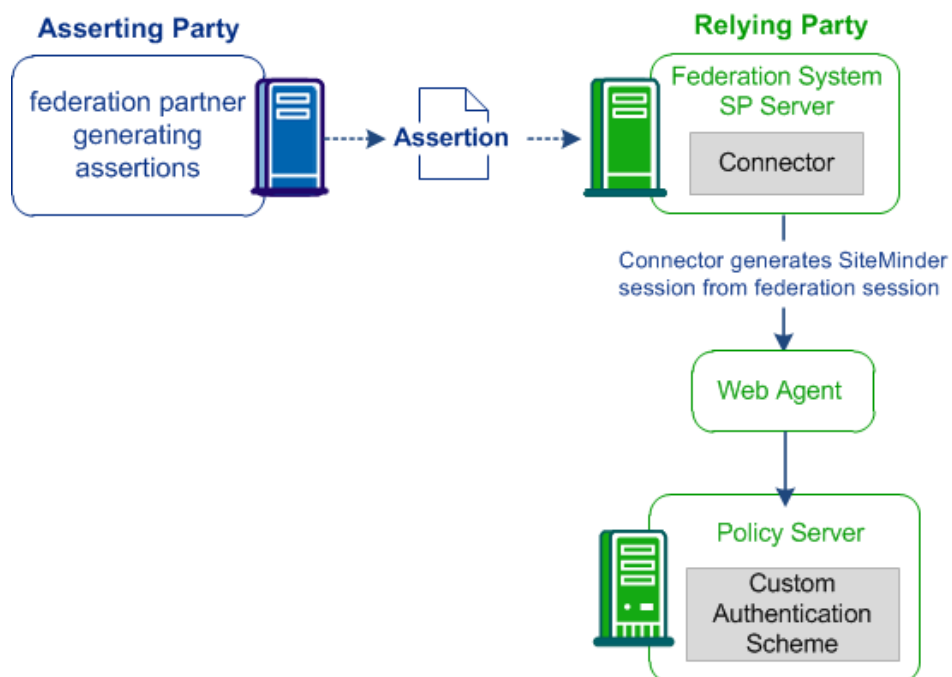 Asserting Party
federation partner
generating
assertions
Assertion
Relying Party
Federation System
SP Server
Connector
Connector generates SiteMinder
session from federation session
Web Agent
Policy Server
Custom
Authentication
Scheme